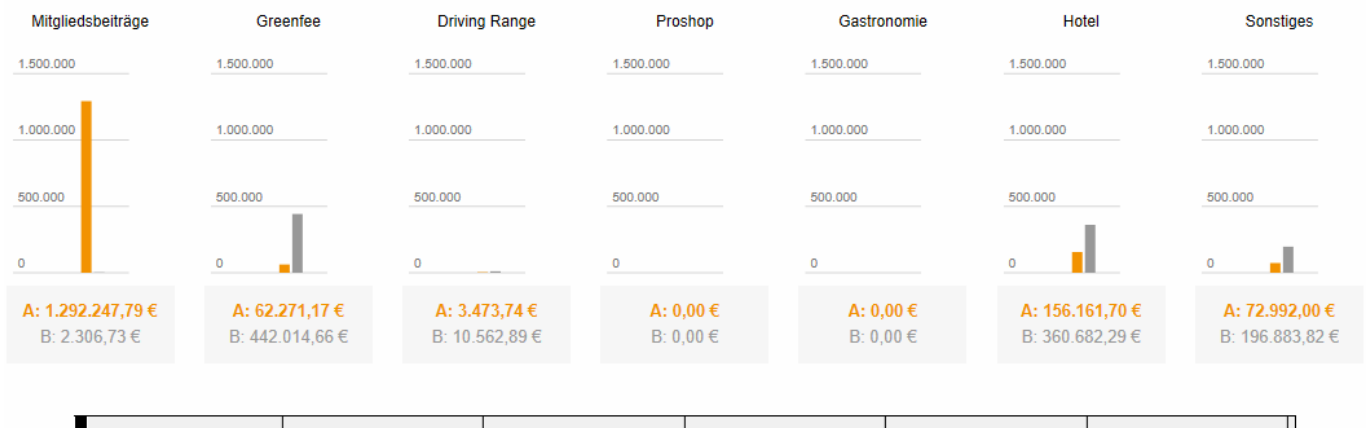 Mitgliedsbeiträge
Greenfee
Driving Range
Proshop
Gastronomie
Hotel
Sonstiges
1.500.000
1.500.000
1.500.000
1.500.000
1.500.000
1.500.000
1.500.000
1.000.000
1.000.000
1.000.000
1.000.000
1.000.000
1.000.000
1.000.000
500.000
500.000
500.000
500.000
500.000
500.000
500.000
0
0
0
0
0
0
0
A: 1.292.247,79 €
A: 62.271,17 €
A: 3.473,74 €
A: 0,00 €
A: 0,00 €
A: 156.161,70 €
A: 72.992,00 €
B: 2.306,73 €
B: 442.014,66 €
B: 10.562,89 €
B: 0,00 €
B: 0,00 €
B: 360.682,29 €
B: 196.883,82 €